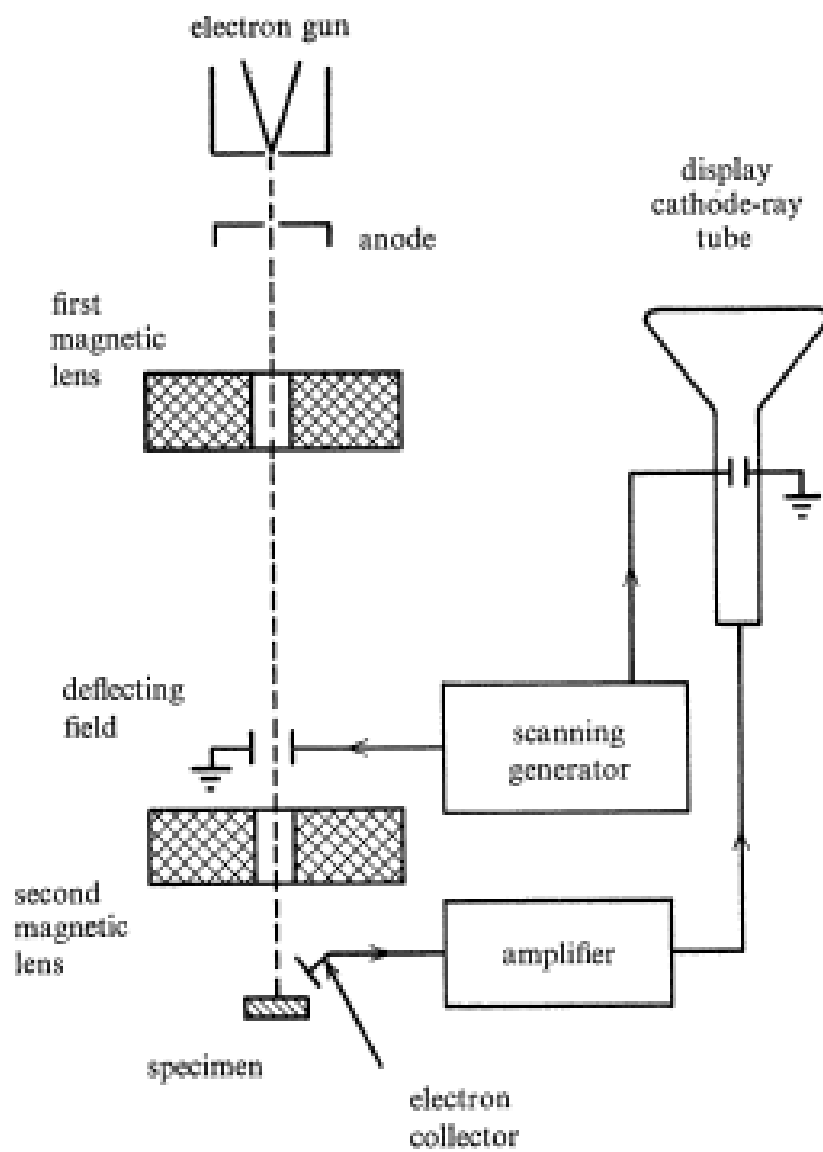 electron gun
anode
display
cathode-ray
tube
first
magnetic
lens
deflecting
field
scanning
generator
second
magnetic
lens
amplifier
specimen
electron
collector